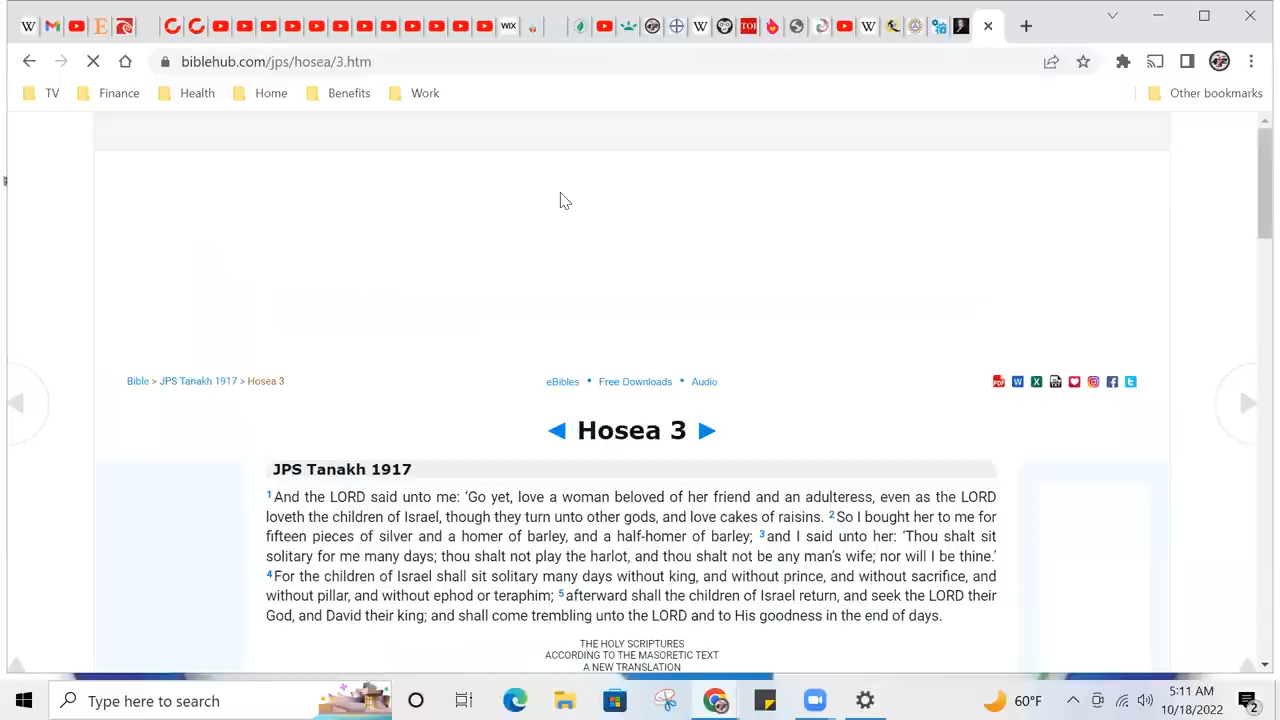 biblehub.com/jps/hosea/3.htm
TV Finance Health Home Benefits Work Other bookmarks
Bible > JPS Tanakh 1917 > Hosea 3 eBibles • Free Downloads • Audio
◄ Hosea 3 ►
JPS Tanakh 1917
1And the LORD said unto me: ‘Go yet, love a woman beloved of her friend and an adulteress, even as the LORD
loveth the children of Israel, though they turn unto other gods, and love cakes of raisins. 2So I bought her to me for
fifteen pieces of silver and a homer of barley, and a half-homer of barley; 3and I said unto her: ‘Thou shalt sit
solitary for me many days; thou shalt not play the harlot, and thou shalt not be any man’s wife; nor will I be thine.’
4For the children of Israel shall sit solitary many days without king, and without prince, and without sacrifice, and
without pillar, and without ephod or teraphim; 5afterward shall the children of Israel return, and seek the LORD their
God, and David their king; and shall come trembling unto the LORD and to His goodness in the end of days.
THE HOLY SCRIPTURES
ACCORDING TO THE MASORETIC TEXT
A NEW TRANSLATION
Type here to search
60°F
5:11 AM
10/18/2022
2